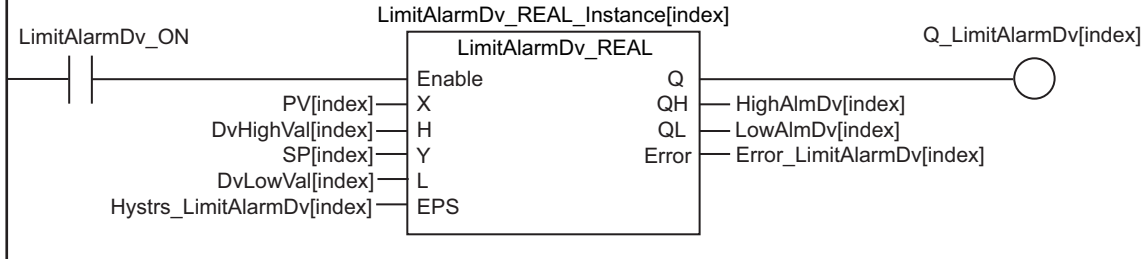 LimitAlarmDv_REAL_Instance[index]
LimitAlarmDv_ON
LimitAlarmDv_REAL
Q_LimitAlarmDv[index]
Enable Q
PV[index] X QH HighAlmDv[index]
DvHighVal[index] H QL LowAlmDv[index]
SP[index] Y Error Error_LimitAlarmDv[index]
DvLowVal[index] L
Hystrs_LimitAlarmDv[index] EPS